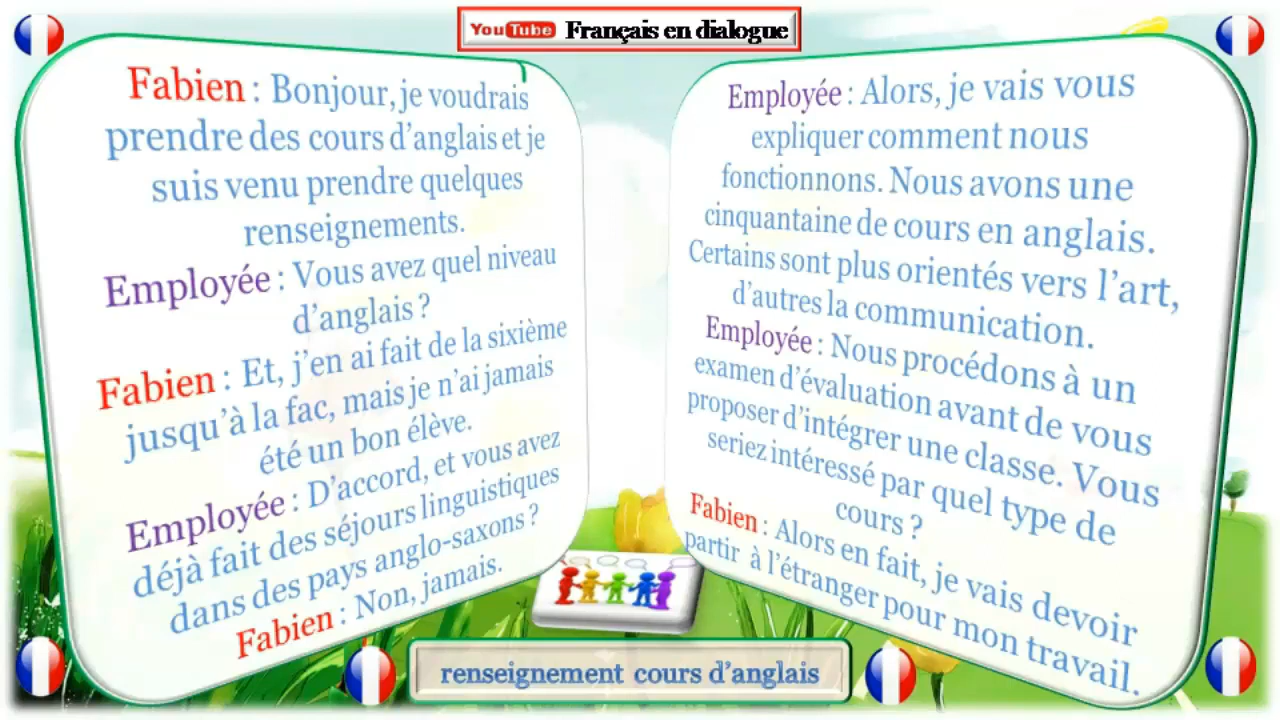 YouTube Français en dialogue
Fabien : Bonjour, je voudrais
prendre des cours d’anglais et je
suis venu prendre quelques
renseignements.
Employée : Vous avez quel niveau
d’anglais ?
Fabien : Et, j’en ai fait de la sixième
jusqu’à la fac, mais je n’ai jamais
été un bon élève.
Employée : D’accord, et vous avez
déjà fait des séjours linguistiques
dans des pays anglo-saxons ?
Fabien : Non, jamais.
Employée : Alors, je vais vous
expliquer comment nous
fonctionnons. Nous avons une
cinquantaine de cours en anglais.
Certains sont plus orientés vers l’art,
d’autres la communication.
Employée : Nous procédons à un
examen d’évaluation avant de vous
proposer d’intégrer une classe. Vous
seriez intéressé par quel type de
cours ?
Fabien : Alors en fait, je vais devoir
partir à l’étranger pour mon travail.
renseignement cours d’anglais